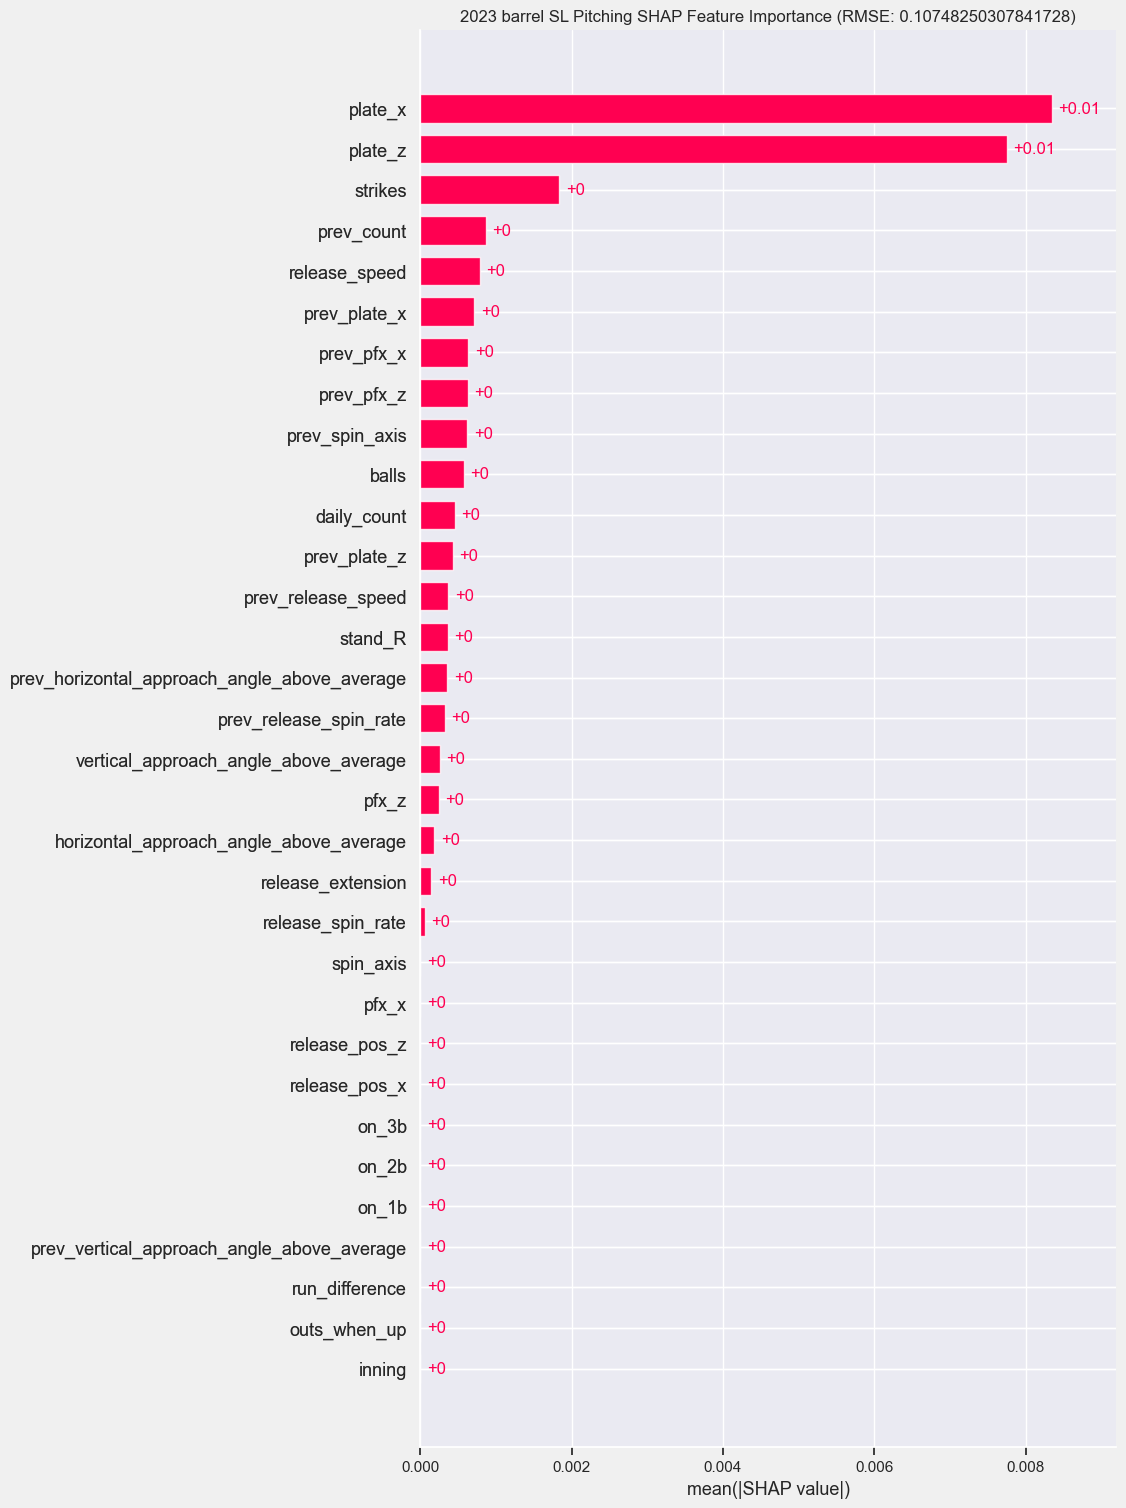 2023 barrel SL Pitching SHAP Feature Importance (RMSE: 0.10748250307841728)
plate_x +0.01
plate_z +0.01
strikes +0
prev_count +0
release_speed +0
prev_plate_x +0
prev_pfx_x +0
prev_pfx_z +0
prev_spin_axis +0
balls +0
daily_count +0
prev_plate_z +0
prev_release_speed +0
stand_R +0
prev_horizontal_approach_angle_above_average +0
prev_release_spin_rate +0
vertical_approach_angle_above_average +0
pfx_z +0
horizontal_approach_angle_above_average +0
release_extension +0
release_spin_rate +0
spin_axis +0
pfx_x +0
release_pos_z +0
release_pos_x +0
on_3b +0
on_2b +0
on_1b +0
prev_vertical_approach_angle_above_average +0
run_difference +0
outs_when_up +0
inning +0
0.000 0.002 0.004 0.006 0.008
mean(|SHAP value|)